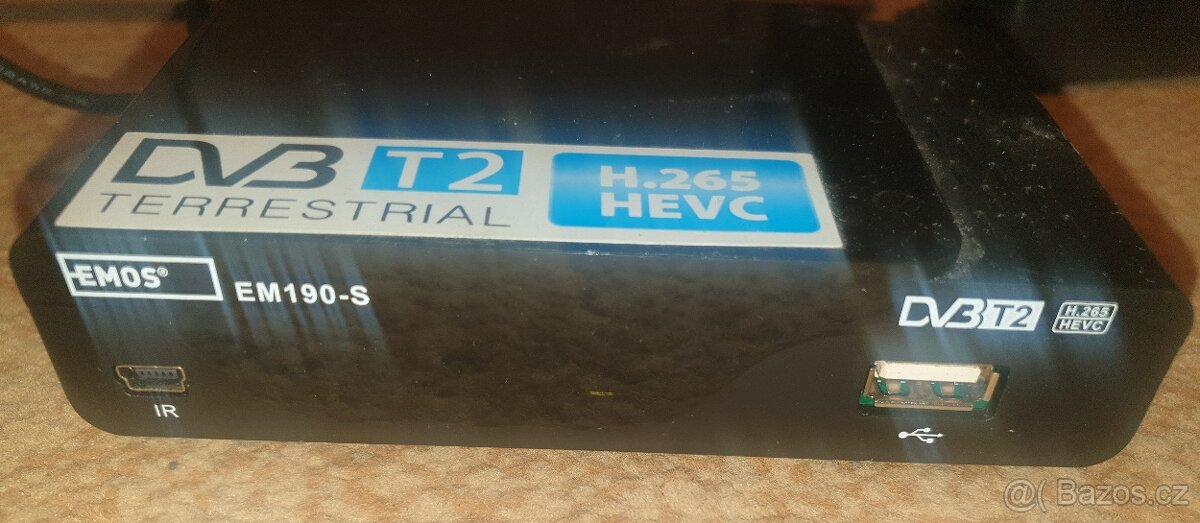 DVB T2 H.265
TERRESTRIAL HEVC
EMOS® EM190-S
DVB T2 H.265 HEVC
IR
@( Bazos.cz